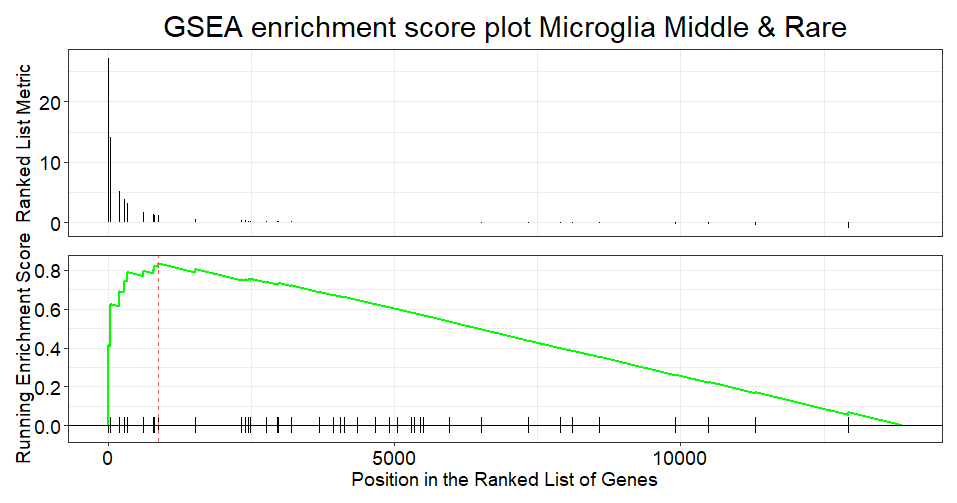 GSEA enrichment score plot Microglia Middle & Rare
Ranked List Metric
20
10
0
Running Enrichment Score
0.8
0.6
0.4
0.2
0.0
0
5000
10000
Position in the Ranked List of Genes